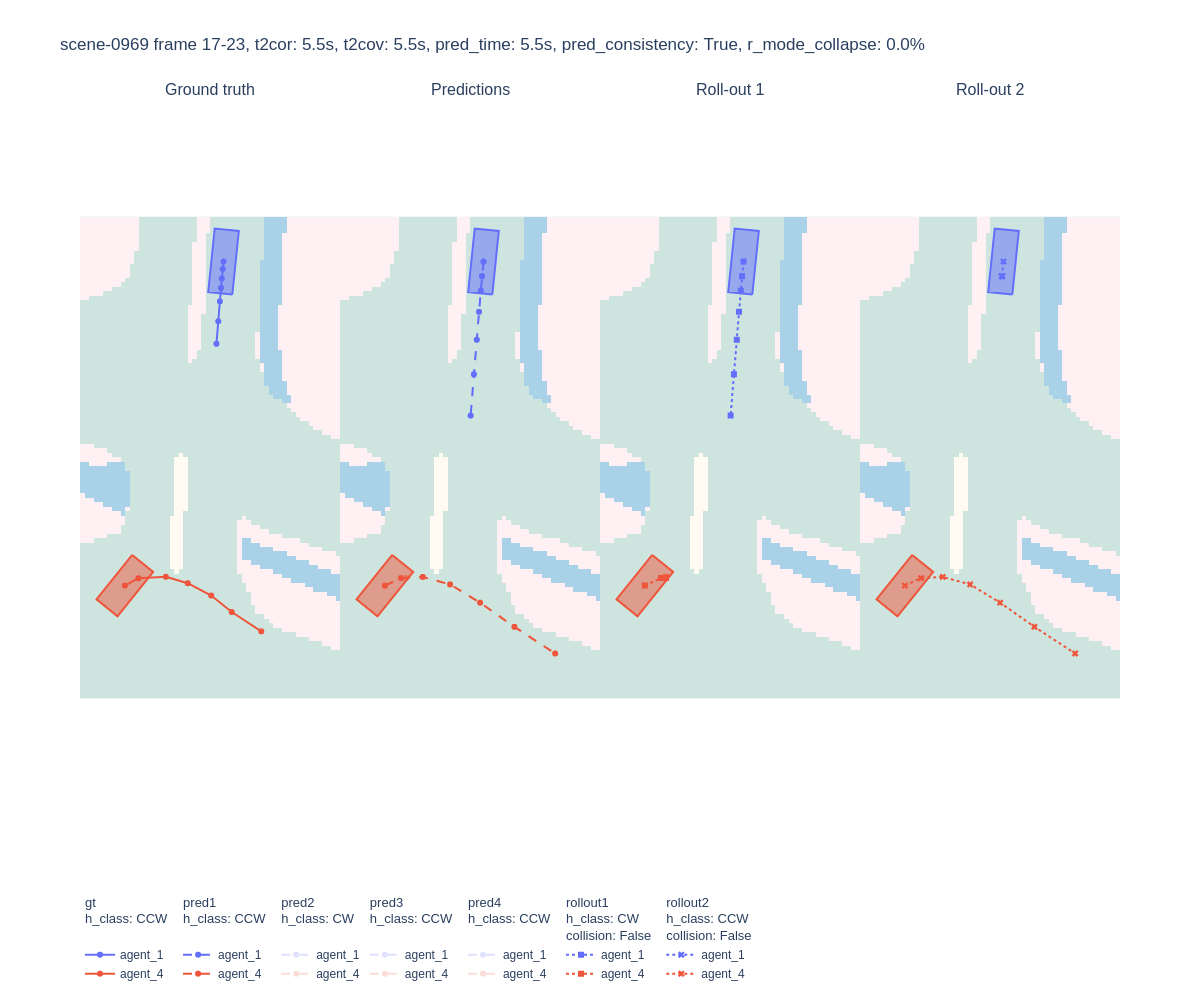 scene-0969 frame 17-23, t2cor: 5.5s, t2cov: 5.5s, pred_time: 5.5s, pred_consistency: True, r_mode_collapse: 0.0%
Ground truth
Predictions
Roll-out 1
Roll-out 2
gt
h_class: CCW
agent_1
agent_4
pred1
h_class: CCW
agent_1
agent_4
pred2
h_class: CW
agent_1
agent_4
pred3
h_class: CCW
agent_1
agent_4
pred4
h_class: CCW
agent_1
agent_4
rollout1
h_class: CW
collision: False
agent_1
agent_4
rollout2
h_class: CCW
collision: False
agent_1
agent_4